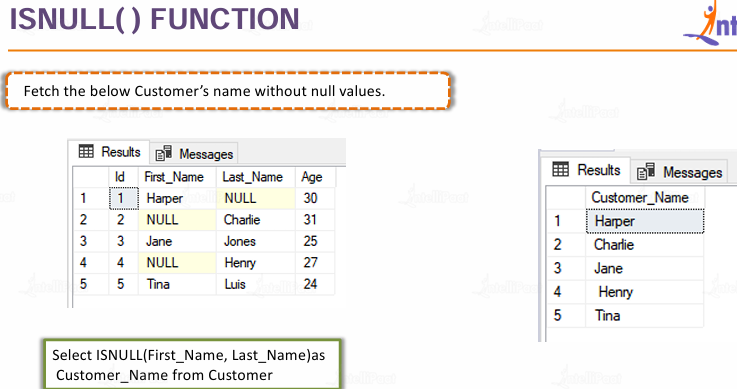 ISNULL( ) FUNCTION
Fetch the below Customer's name without null values.
Results Messages
Id First_Name Last_Name Age
1 1 Harper NULL 30
2 2 NULL Charlie 31
3 3 Jane Jones 25
4 4 NULL Henry 27
5 5 Tina Luis 24
Results Messages
Customer_Name
1 Harper
2 Charlie
3 Jane
4 Henry
5 Tina
Select ISNULL(First_Name, Last_Name)as
Customer_Name from Customer